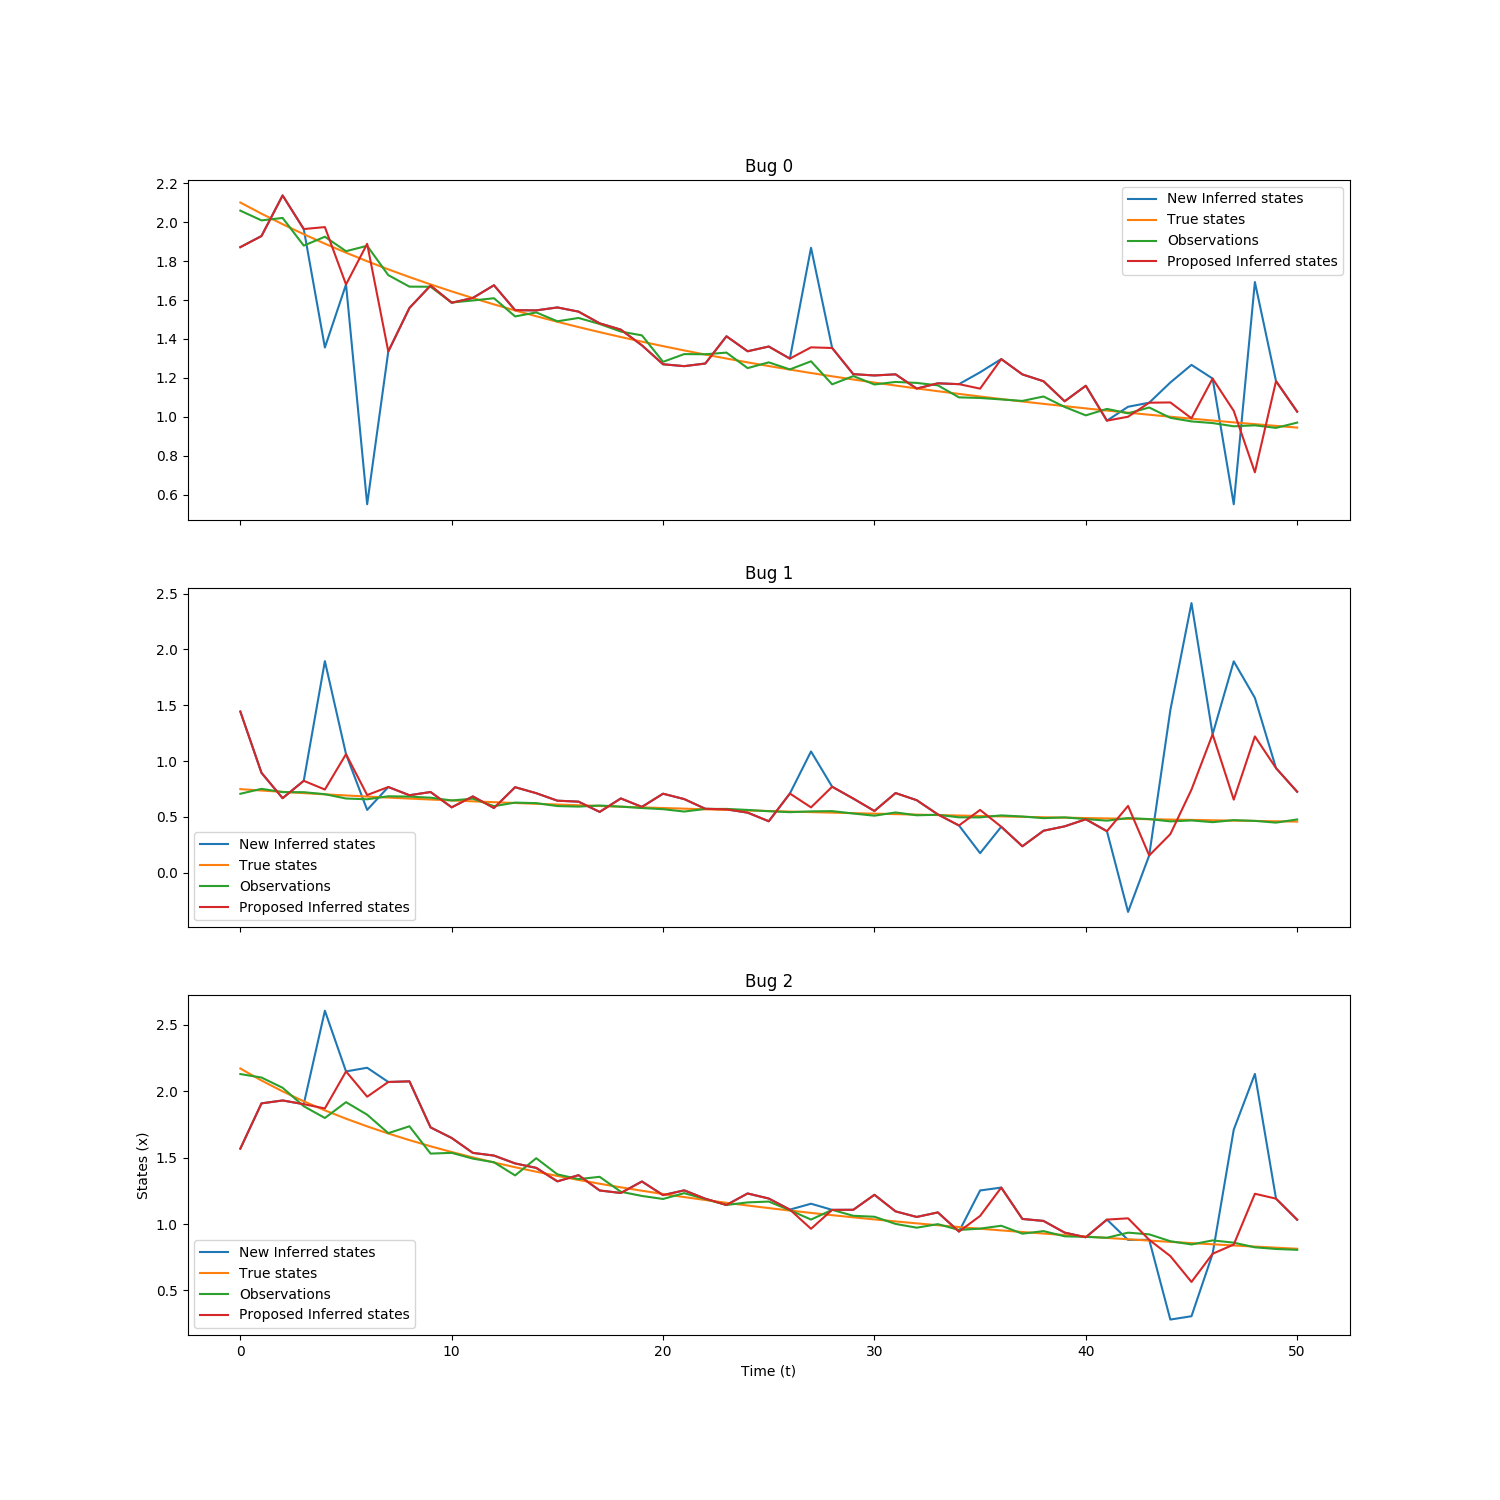 Bug 0
2.2
2.0
1.8
1.6
1.4
1.2
1.0
0.8
0.6
New Inferred states
True states
Observations
Proposed Inferred states
Bug 1
2.5
2.0
1.5
1.0
0.5
0.0
New Inferred states
True states
Observations
Proposed Inferred states
Bug 2
2.5
2.0
1.5
1.0
0.5
States (x)
New Inferred states
True states
Observations
Proposed Inferred states
0 10 20 30 40 50
Time (t)